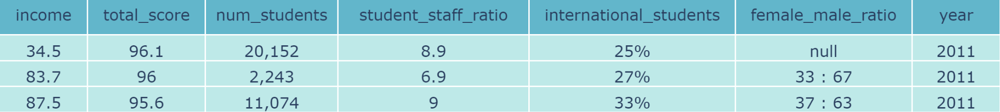 income total_score num_students student_staff_ratio international_students female_male_ratio year
34.5 96.1 20,152 8.9 25% null 2011
83.7 96 2,243 6.9 27% 33 : 67 2011
87.5 95.6 11,074 9 33% 37 : 63 2011